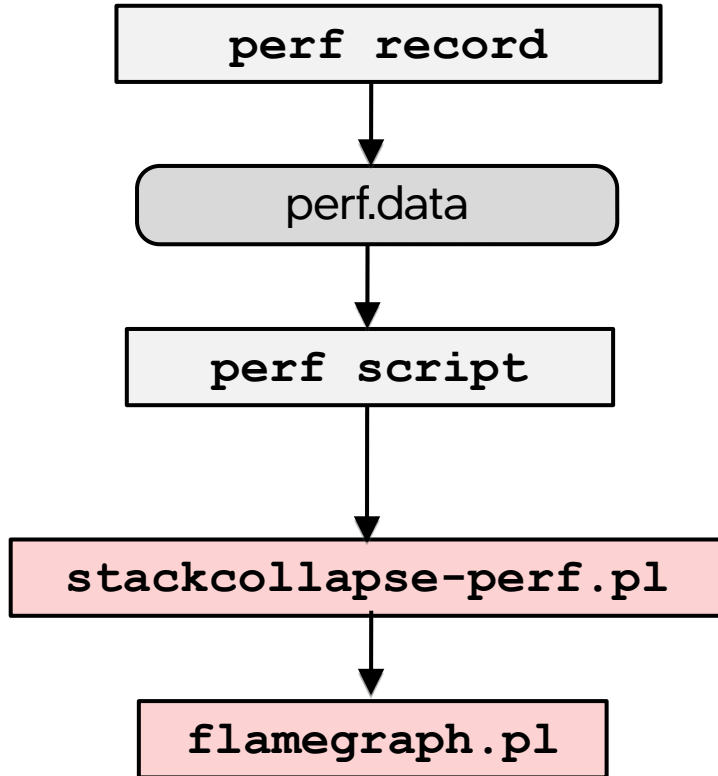 perf record
perf.data
perf script
stackcollapse-perf.pl
flamegraph.pl